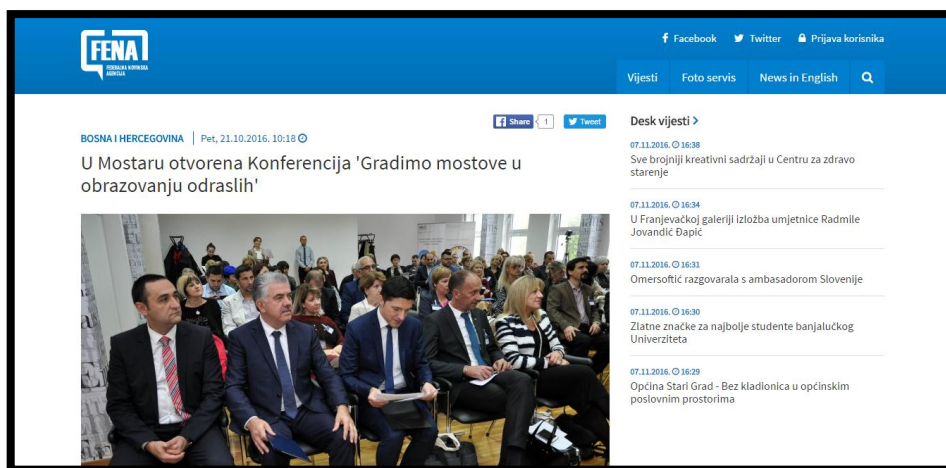 FENA
FEDERALNA NOVINSKA
AGENCIJA
Facebook
Twitter
Prijava korisnika
Vijesti
Foto servis
News in English
Share
1
Tweet
BOSNA I HERCEGOVINA
Pet, 21.10.2016. 10:18
U Mostaru otvorena Konferencija 'Gradimo mostove u
obrazovanju odraslih'
Desk vijesti
07.11.2016. 16:38
Sve brojniji kreativni sadržaji u Centru za zdravo
starenje
07.11.2016. 16:34
U Franjevačkoj galeriji izložba umjetnice Radmile
Jovandić Đapić
07.11.2016. 16:31
Omersoftić razgovarala s ambasadorom Slovenije
07.11.2016. 16:30
Zlatne značke za najbolje studente banjalučkog
Univerziteta
07.11.2016. 16:29
Općina Stari Grad - Bez kladionica u općinskim
poslovnim prostorima